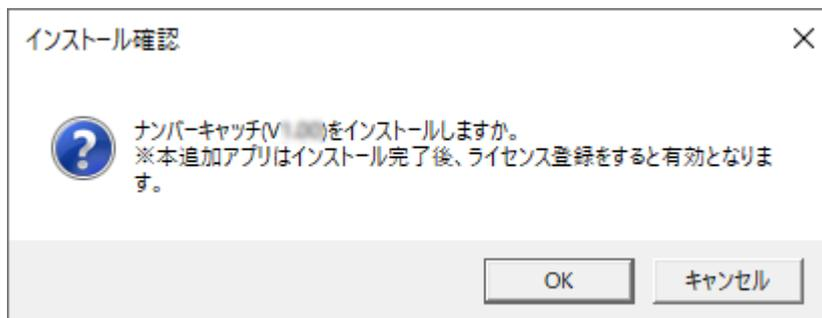 インストール確認
ナンバーキャッチ(V )をインストールしますか。
※本追加アプリはインストール完了後、ライセンス登録をすると有効となりま
す。
OK
キャンセル